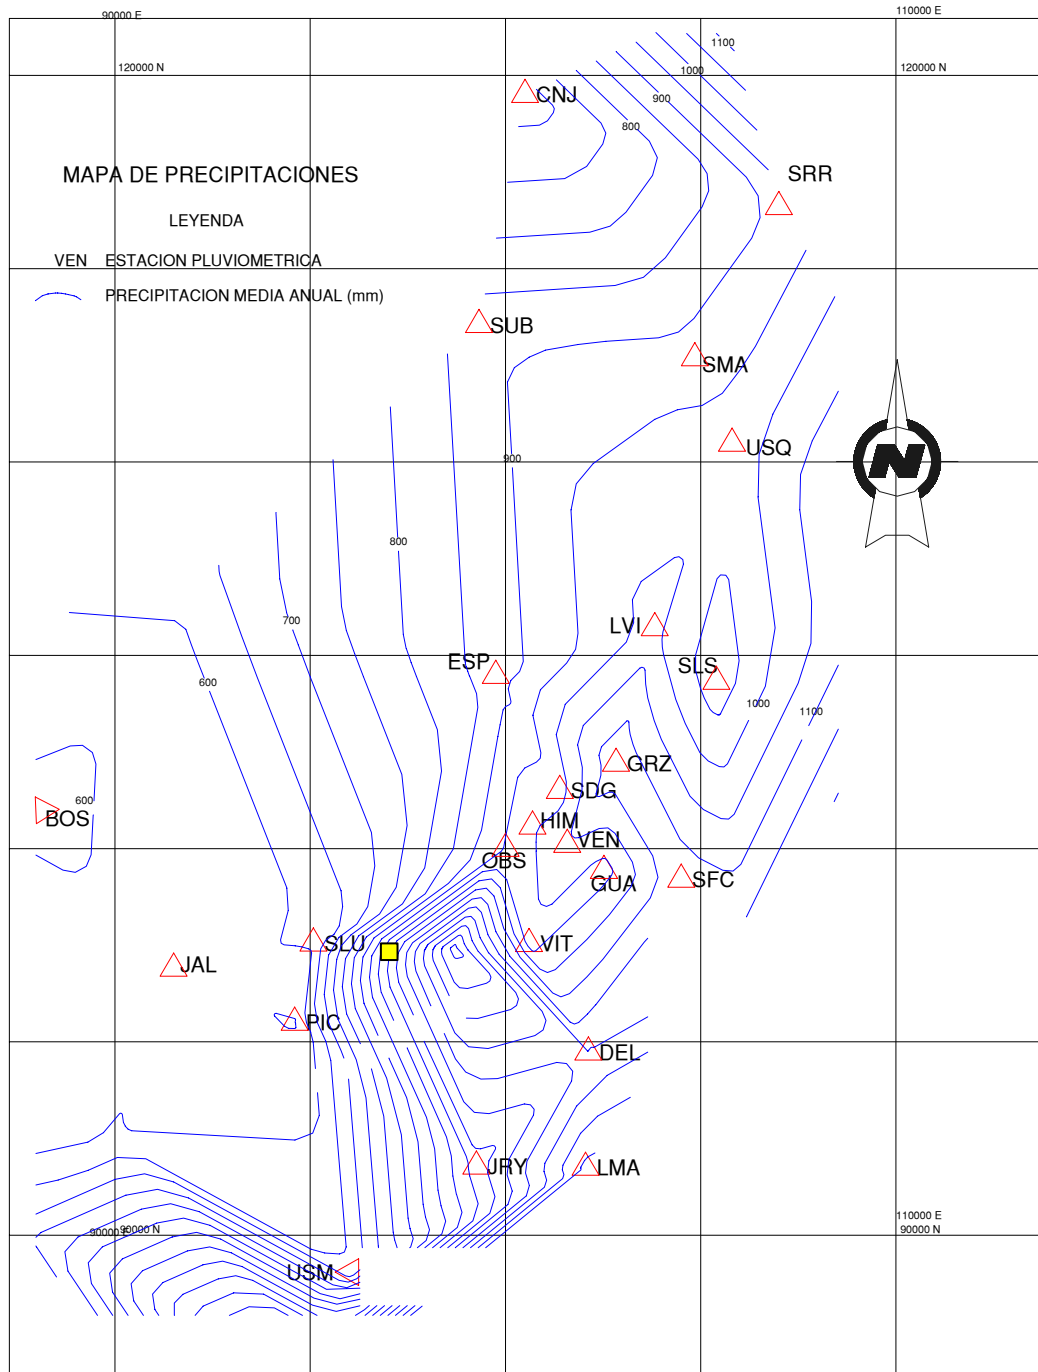 90000 E
110000 E
120000 N
120000 N
1100
1000
900
800
CNJ
MAPA DE PRECIPITACIONES
SRR
LEYENDA
VEN ESTACION PLUVIOMETRICA
PRECIPITACION MEDIA ANUAL (mm)
SUB
SMA
USQ
N
900
800
700
LVI
ESP
SLS
600
1000
1100
GRZ
SDG
600
BOS
HIM
VEN
OBS
GUA
SFC
SLU
VIT
JAL
PIC
DEL
JRY
LMA
110000 E
90000 E
90000 N
90000 N
USM